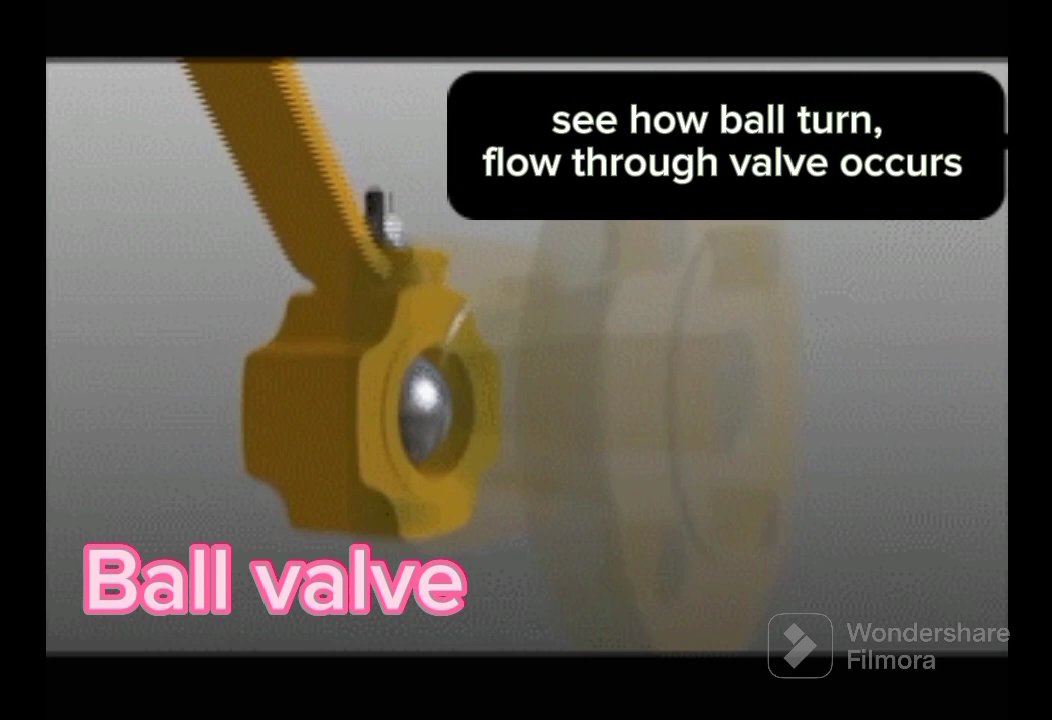 see how ball turn,
flow through valve occurs
Ball valve
Wondershare
Filmora